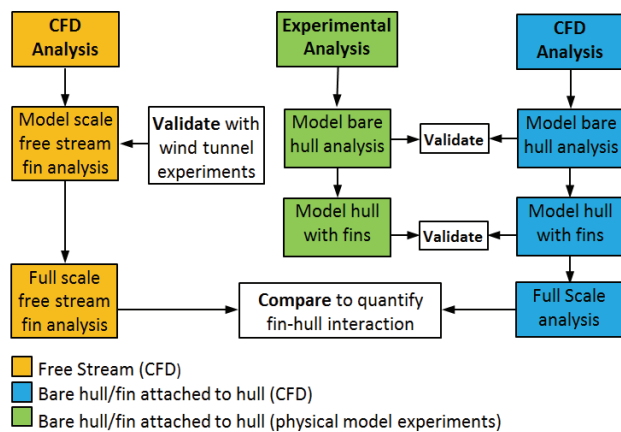 CFD
Analysis
Experimental
Analysis
CFD
Analysis
Model scale
free stream
fin analysis
Validate with
wind tunnel
experiments
Model bare
hull analysis
Validate
Model bare
hull analysis
Model hull
with fins
Validate
Model hull
with fins
Full scale
free stream
fin analysis
Compare to quantify
fin-hull interaction
Full Scale
analysis
Free Stream (CFD)
Bare hull/fin attached to hull (CFD)
Bare hull/fin attached to hull (physical model experiments)